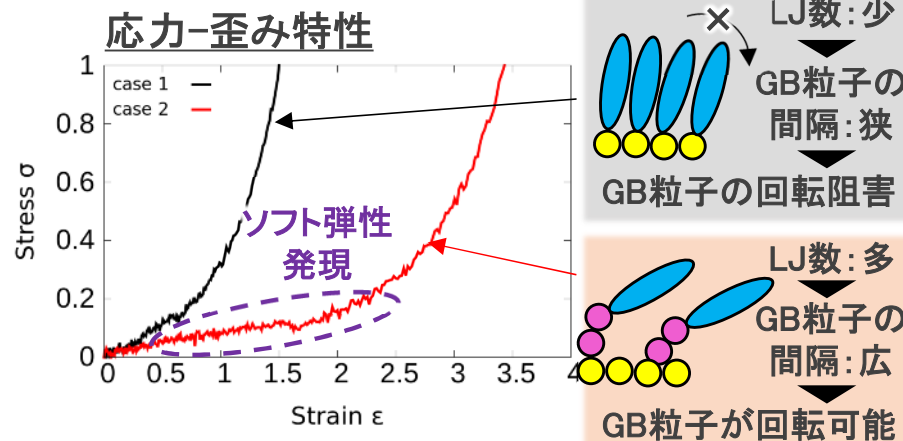 応力-歪み特性
1
0.8
0.6
0.4
0.2
0
Stress σ
case 1
case 2
ソフト弾性
発現
0 0.5 1 1.5 2 2.5 3 3.5 4
Strain ε
×
LJ数：少
GB粒子の
間隔：狭
GB粒子の回転阻害
LJ数：多
GB粒子の
間隔：広
GB粒子が回転可能